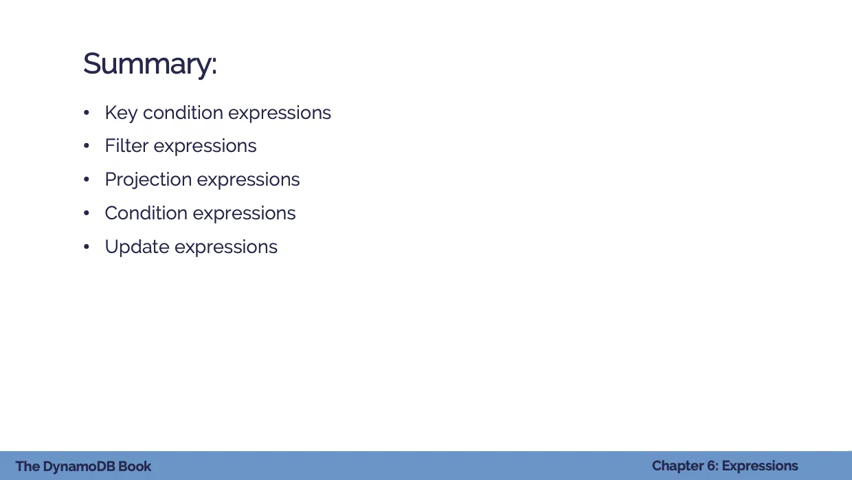 Summary:
• Key condition expressions
• Filter expressions
• Projection expressions
• Condition expressions
• Update expressions
The DynamoDB Book
Chapter 6: Expressions